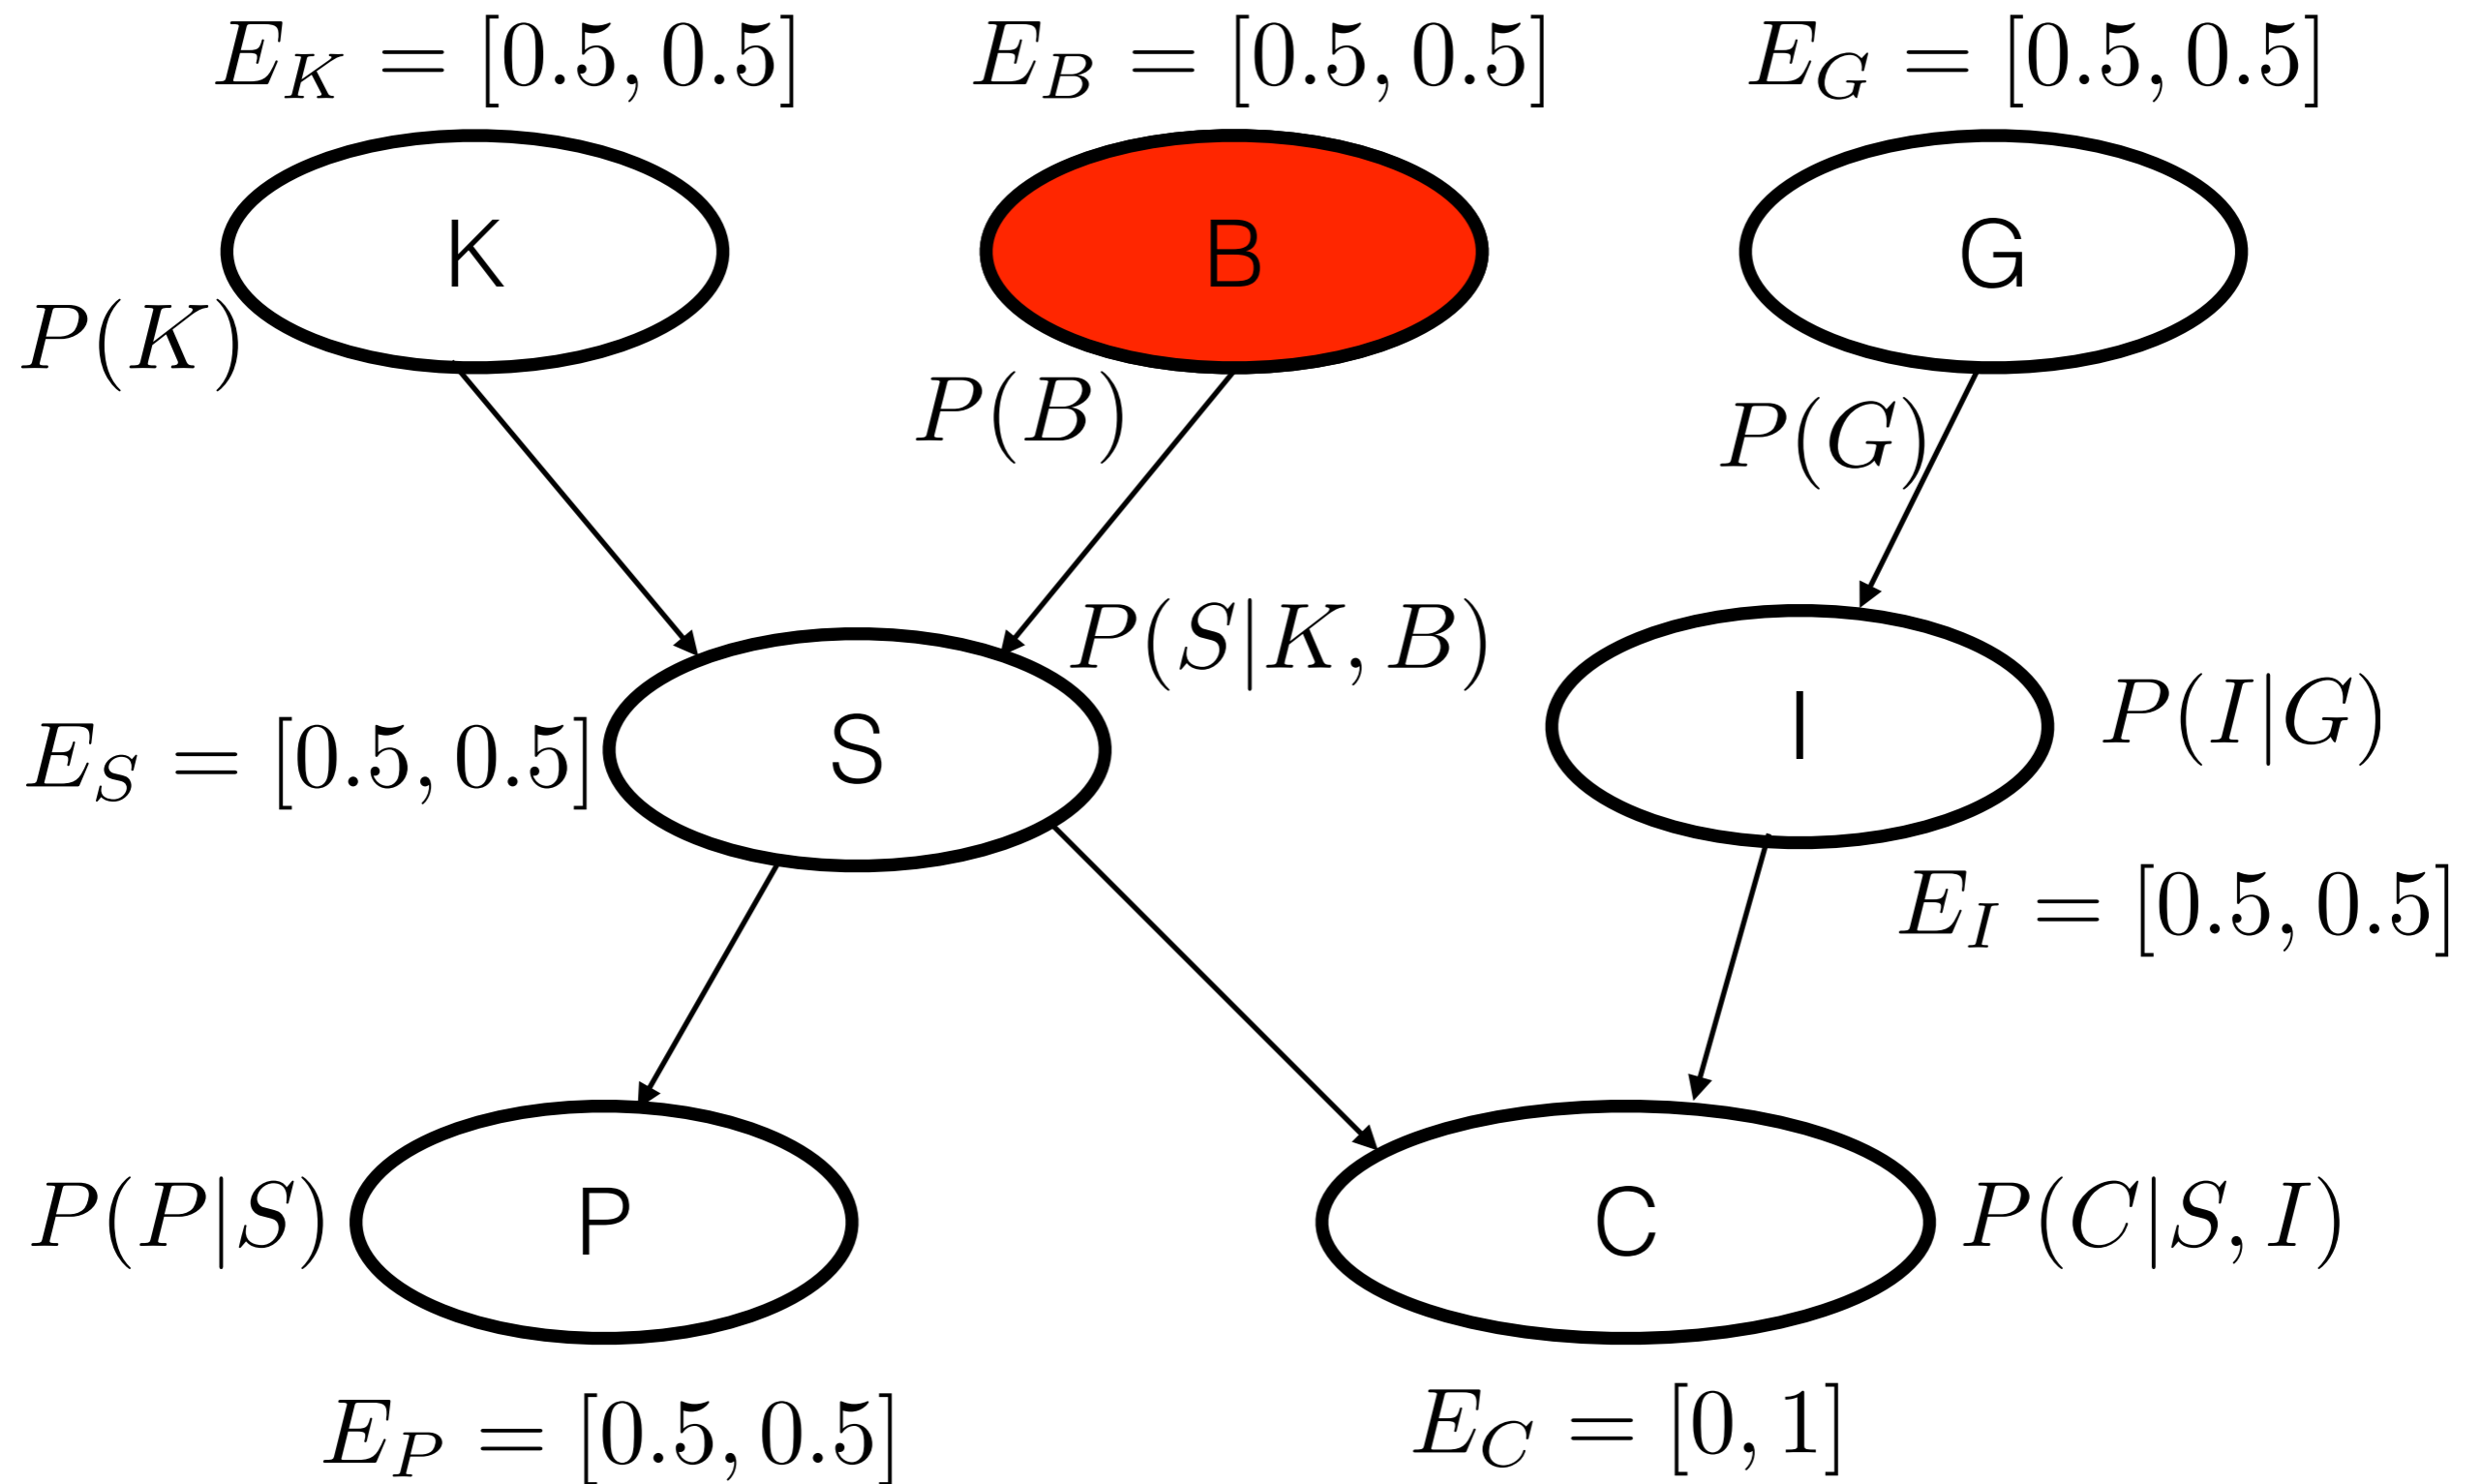 E_K = [0.5, 0.5] E_B = [0.5, 0.5] E_G = [0.5, 0.5]
K B G
P(K)
P(B)
P(G)
P(S|K, B)
E_S = [0.5, 0.5] S I P(I|G)
E_I = [0.5, 0.5]
P(P|S) P C P(C|S, I)
E_P = [0.5, 0.5] E_C = [0, 1]